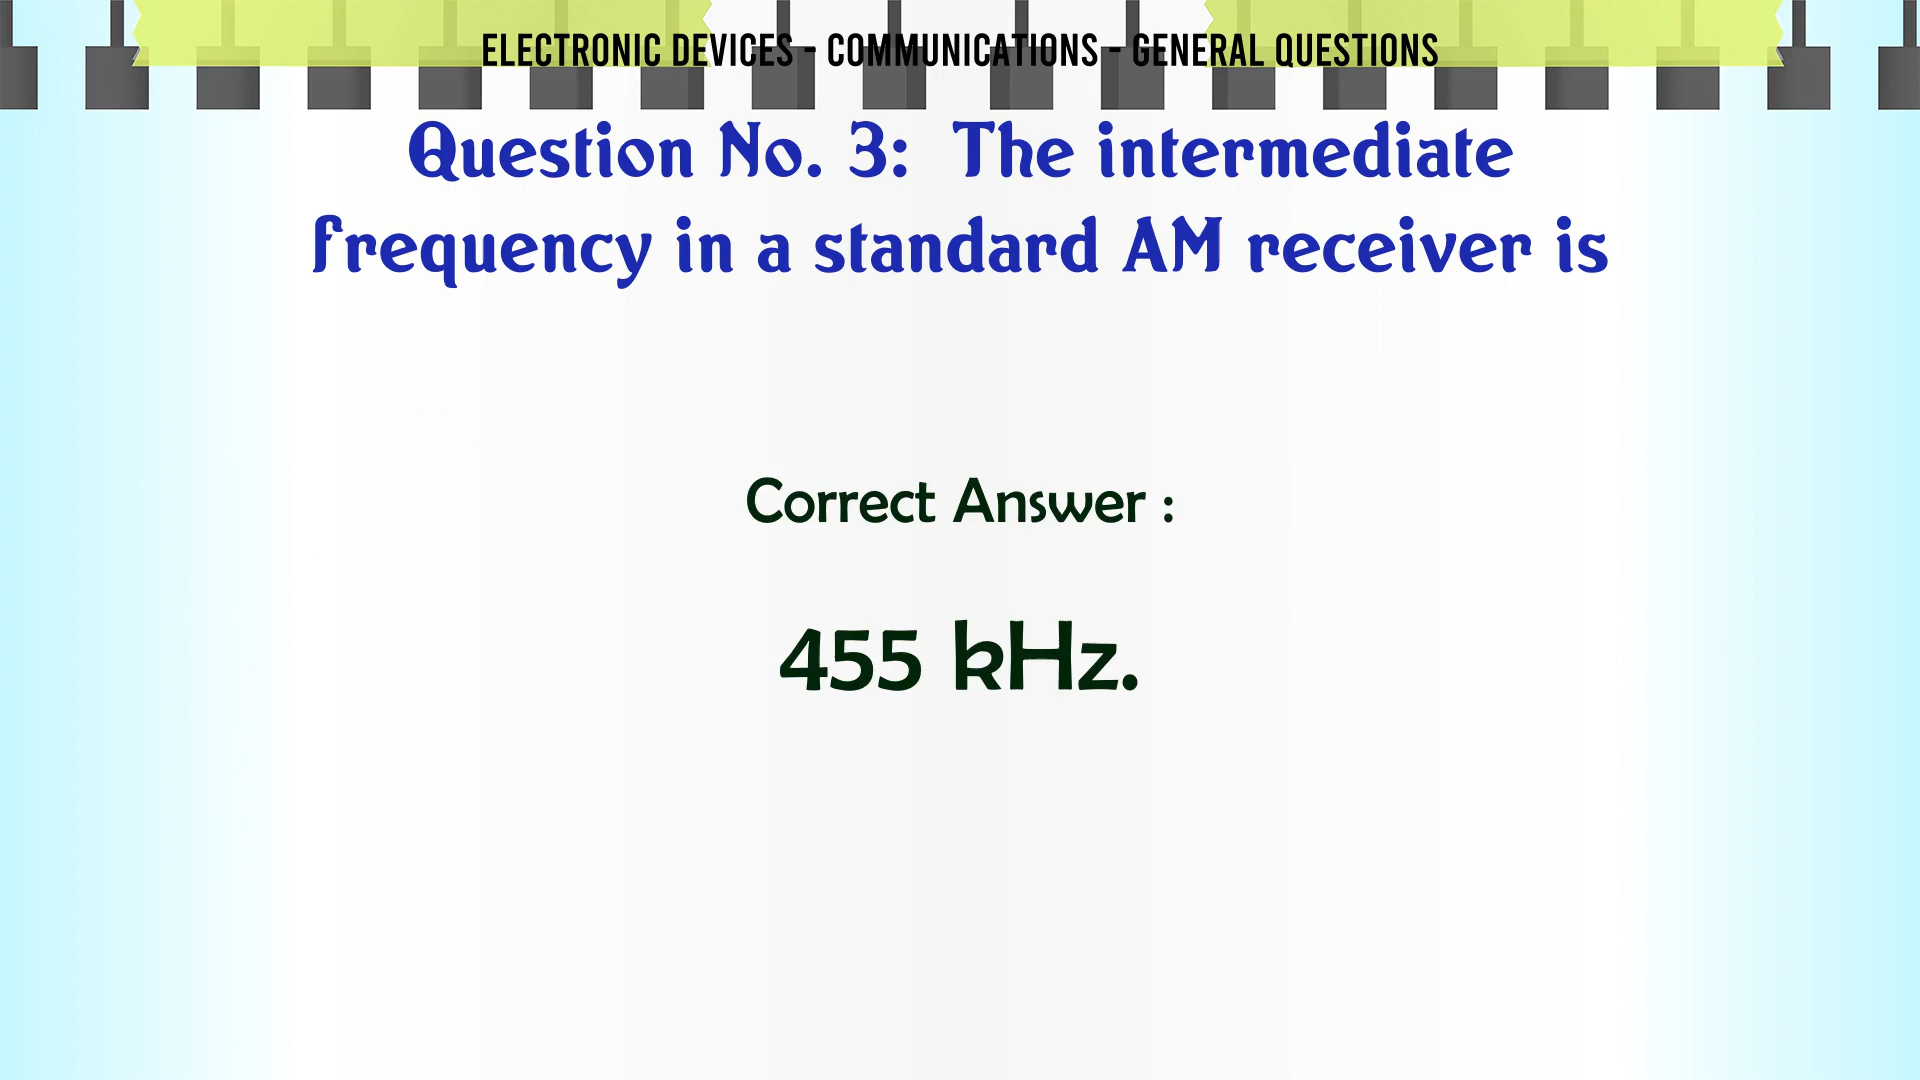 ELECTRONIC DEVICES - COMMUNICATIONS - GENERAL QUESTIONS
Question No. 3: The intermediate
frequency in a standard AM receiver is
Correct Answer :
455 kHz.